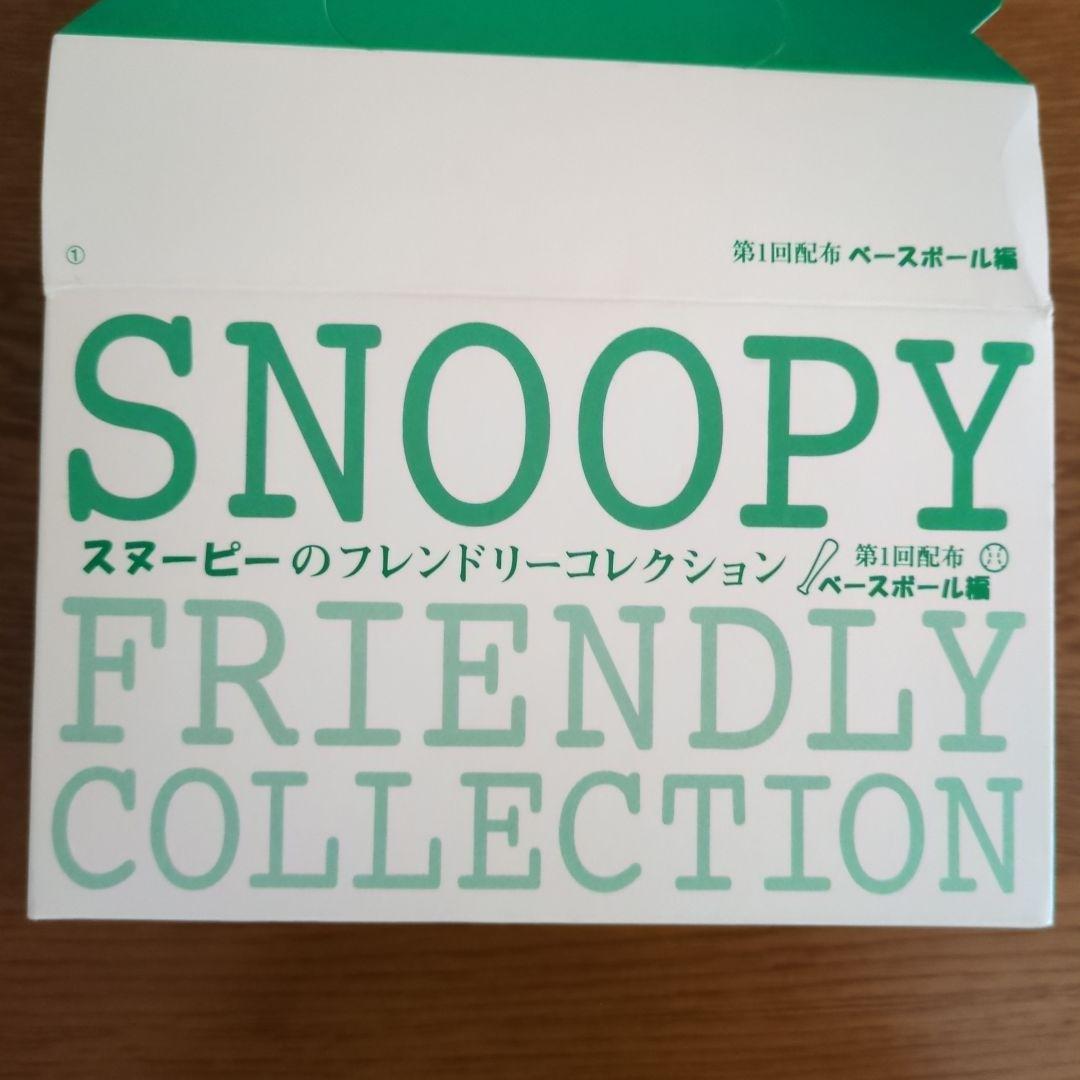 ① 第1回配布 ベースボール編
SNOOPY
スヌーピーのフレンドリーコレクション 第1回配布
ベースボール編
FRIENDLY
COLLECTION